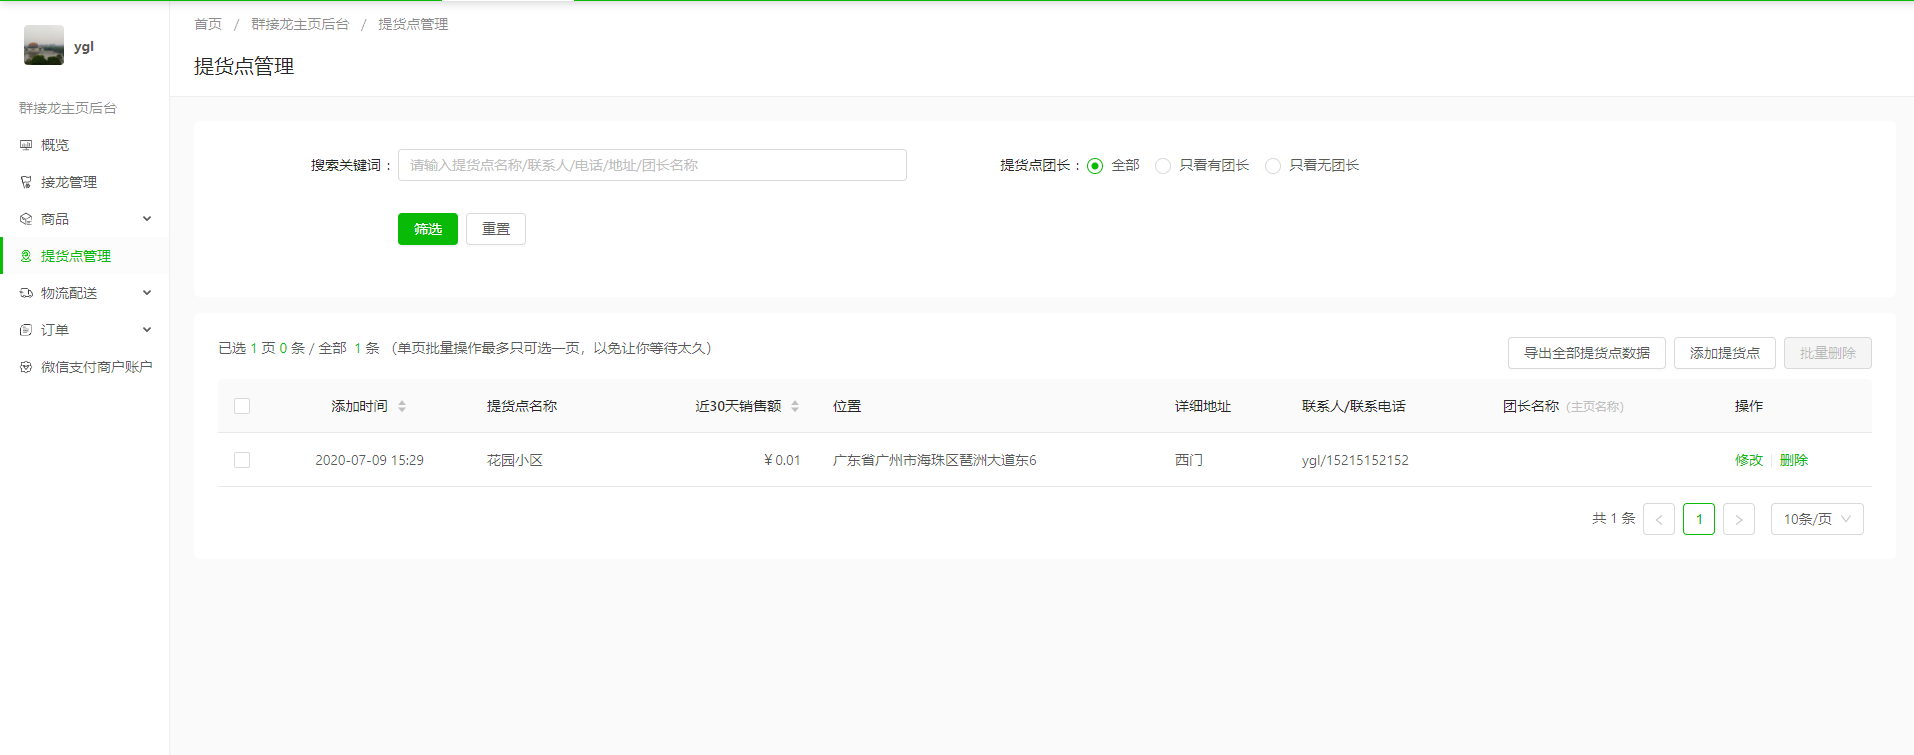 首页 / 群接龙主页后台 / 提货点管理
ygl
提货点管理
群接龙主页后台
概览
接龙管理
商品
提货点管理
物流配送
订单
微信支付商户账户
搜索关键词： 请输入提货点名称/联系人/电话/地址/团长名称
提货点团长： 全部 只看有团长 只看无团长
筛选 重置
已选 1 页 0 条 / 全部 1 条 （单页批量操作最多只可选一页，以免让你等待太久）
导出全部提货点数据 添加提货点 批量删除
添加时间 提货点名称 近30天销售额 位置 详细地址 联系人/联系电话 团长名称 (主页名称) 操作
2020-07-09 15:29 花园小区 ¥ 0.01 广东省广州市海珠区琶洲大道东6 西门 ygl/15215152152 修改 删除
共 1 条 < 1 > 10条/页